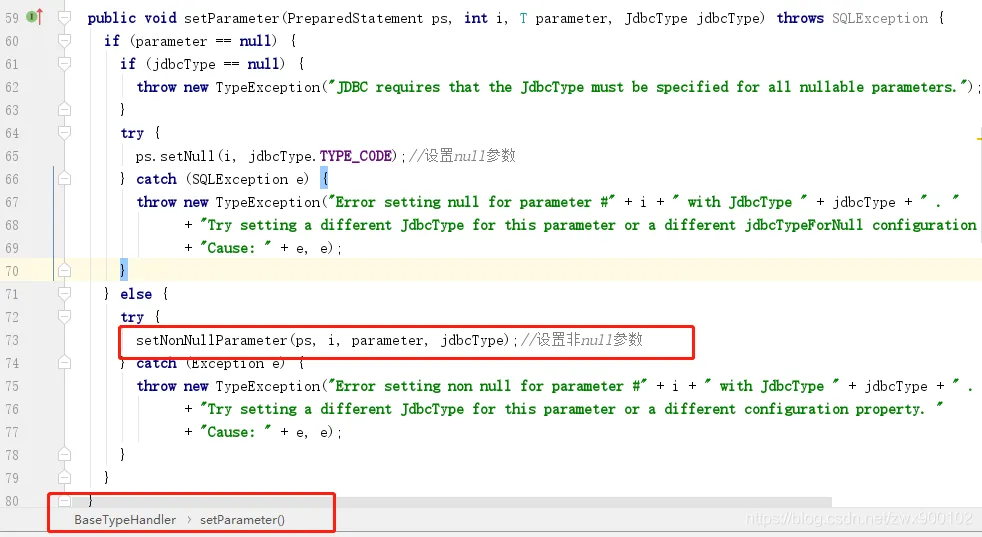 59 public void setParameter(PreparedStatement ps, int i, T parameter, JdbcType jdbcType) throws SQLException {
60 if (parameter == null) {
61 if (jdbcType == null) {
62 throw new TypeException("JDBC requires that the JdbcType must be specified for all nullable parameters.");
63 }
64 try {
65 ps.setNull(i, jdbcType.TYPE_CODE);//设置null参数
66 } catch (SQLException e) {
67 throw new TypeException("Error setting null for parameter #" + i + " with JdbcType " + jdbcType + " . "
68 + "Try setting a different JdbcType for this parameter or a different jdbcTypeForNull configuration
69 + "Cause: " + e, e);
70 }
71 } else {
72 try {
73 setNonNullParameter(ps, i, parameter, jdbcType);//设置非null参数
74 } catch (Exception e) {
75 throw new TypeException("Error setting non null for parameter #" + i + " with JdbcType " + jdbcType + " .
76 + "Try setting a different JdbcType for this parameter or a different configuration property. "
77 + "Cause: " + e, e);
78 }
79 }
80 }
BaseTypeHandler › setParameter()
https://blog.csdn.net/zwx900102